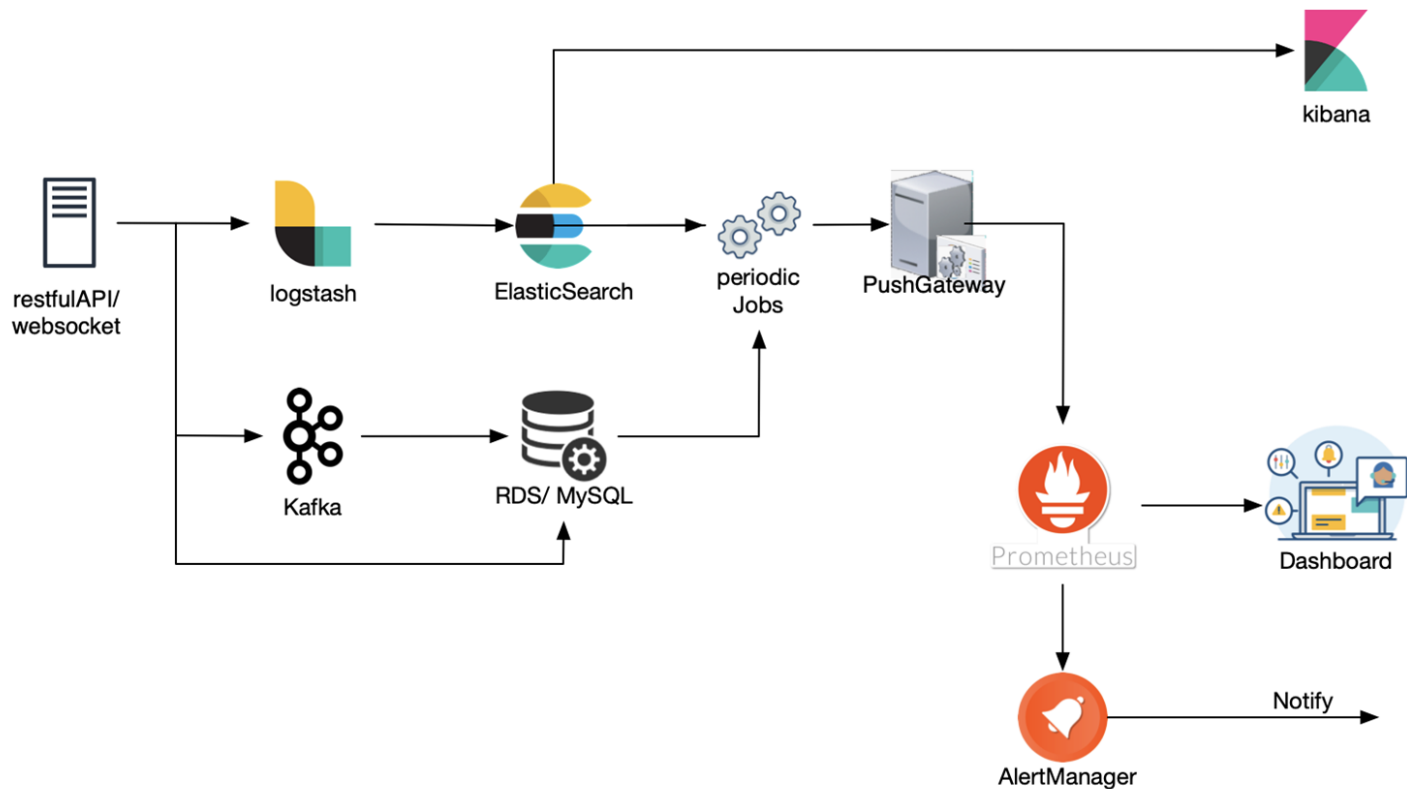 kibana
restfulAPI/
websocket
logstash
ElasticSearch
periodic
Jobs
PushGateway
Kafka
RDS/ MySQL
Prometheus
Dashboard
Notify
AlertManager